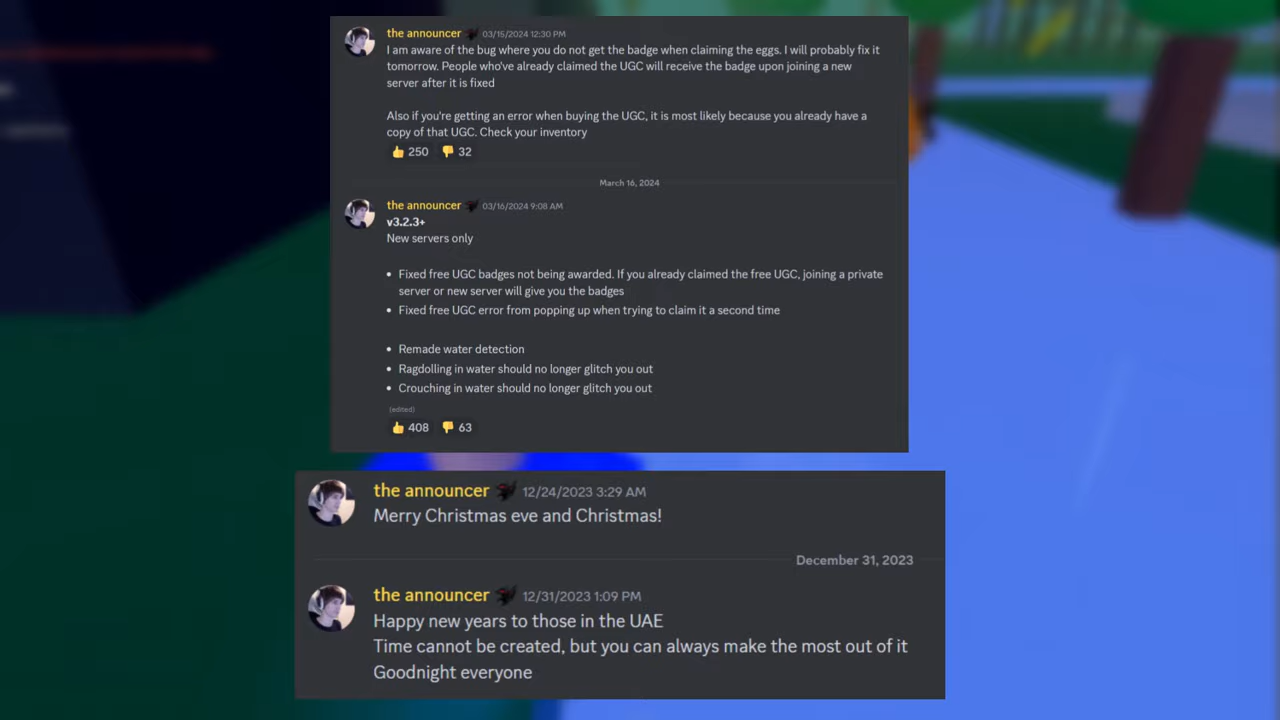 the announcer 03/15/2024 12:30 PM
I am aware of the bug where you do not get the badge when claiming the eggs. I will probably fix it
tomorrow. People who've already claimed the UGC will receive the badge upon joining a new
server after it is fixed
Also if you're getting an error when buying the UGC, it is most likely because you already have a
copy of that UGC. Check your inventory
👍 250 👎 32
March 16, 2024
the announcer 03/16/2024 9:08 AM
v3.2.3+
New servers only
• Fixed free UGC badges not being awarded. If you already claimed the free UGC, joining a private
server or new server will give you the badges
• Fixed free UGC error from popping up when trying to claim it a second time
• Remade water detection
• Ragdolling in water should no longer glitch you out
• Crouching in water should no longer glitch you out
(edited)
👍 408 👎 63
the announcer 12/24/2023 3:29 AM
Merry Christmas eve and Christmas!
December 31, 2023
the announcer 12/31/2023 1:09 PM
Happy new years to those in the UAE
Time cannot be created, but you can always make the most out of it
Goodnight everyone